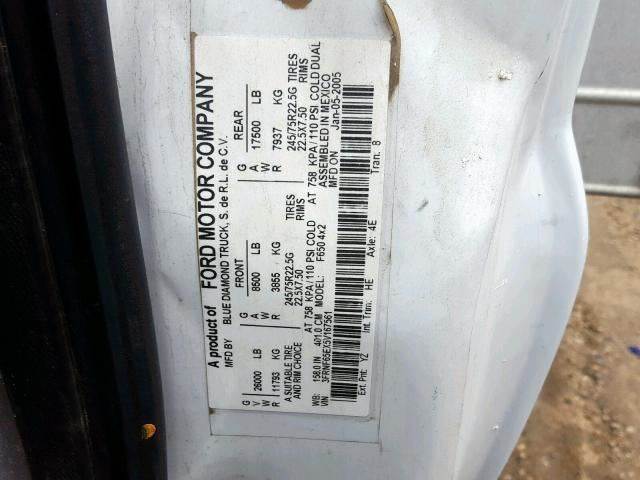 A product of FORD MOTOR COMPANY
MFD BY BLUE DIAMOND TRUCK, S. de R.L. de C.V.
FRONT REAR
G G G
V 26000 LB A 8500 LB A 17500 LB
W W W
R 11793 KG R 3855 KG R 7937 KG
A SUITABLE TIRE 245/75R22.5G TIRES 245/75R22.5G TIRES
AND RIM CHOICE 22.5X7.50 RIMS 22.5X7.50 RIMS
AT 758 KPA/110 PSI COLD AT 758 KPA/110 PSI COLD DUAL
WB: 158.0 IN 401.0 CM MODEL: F650 4x2 ASSEMBLED IN MEXICO
VIN 3FRNF65EX5V167561 MFD ON Jan-05-2005
Ext. Pnt: YZ Int. Trim: HE Axle: 4E Tran: 8